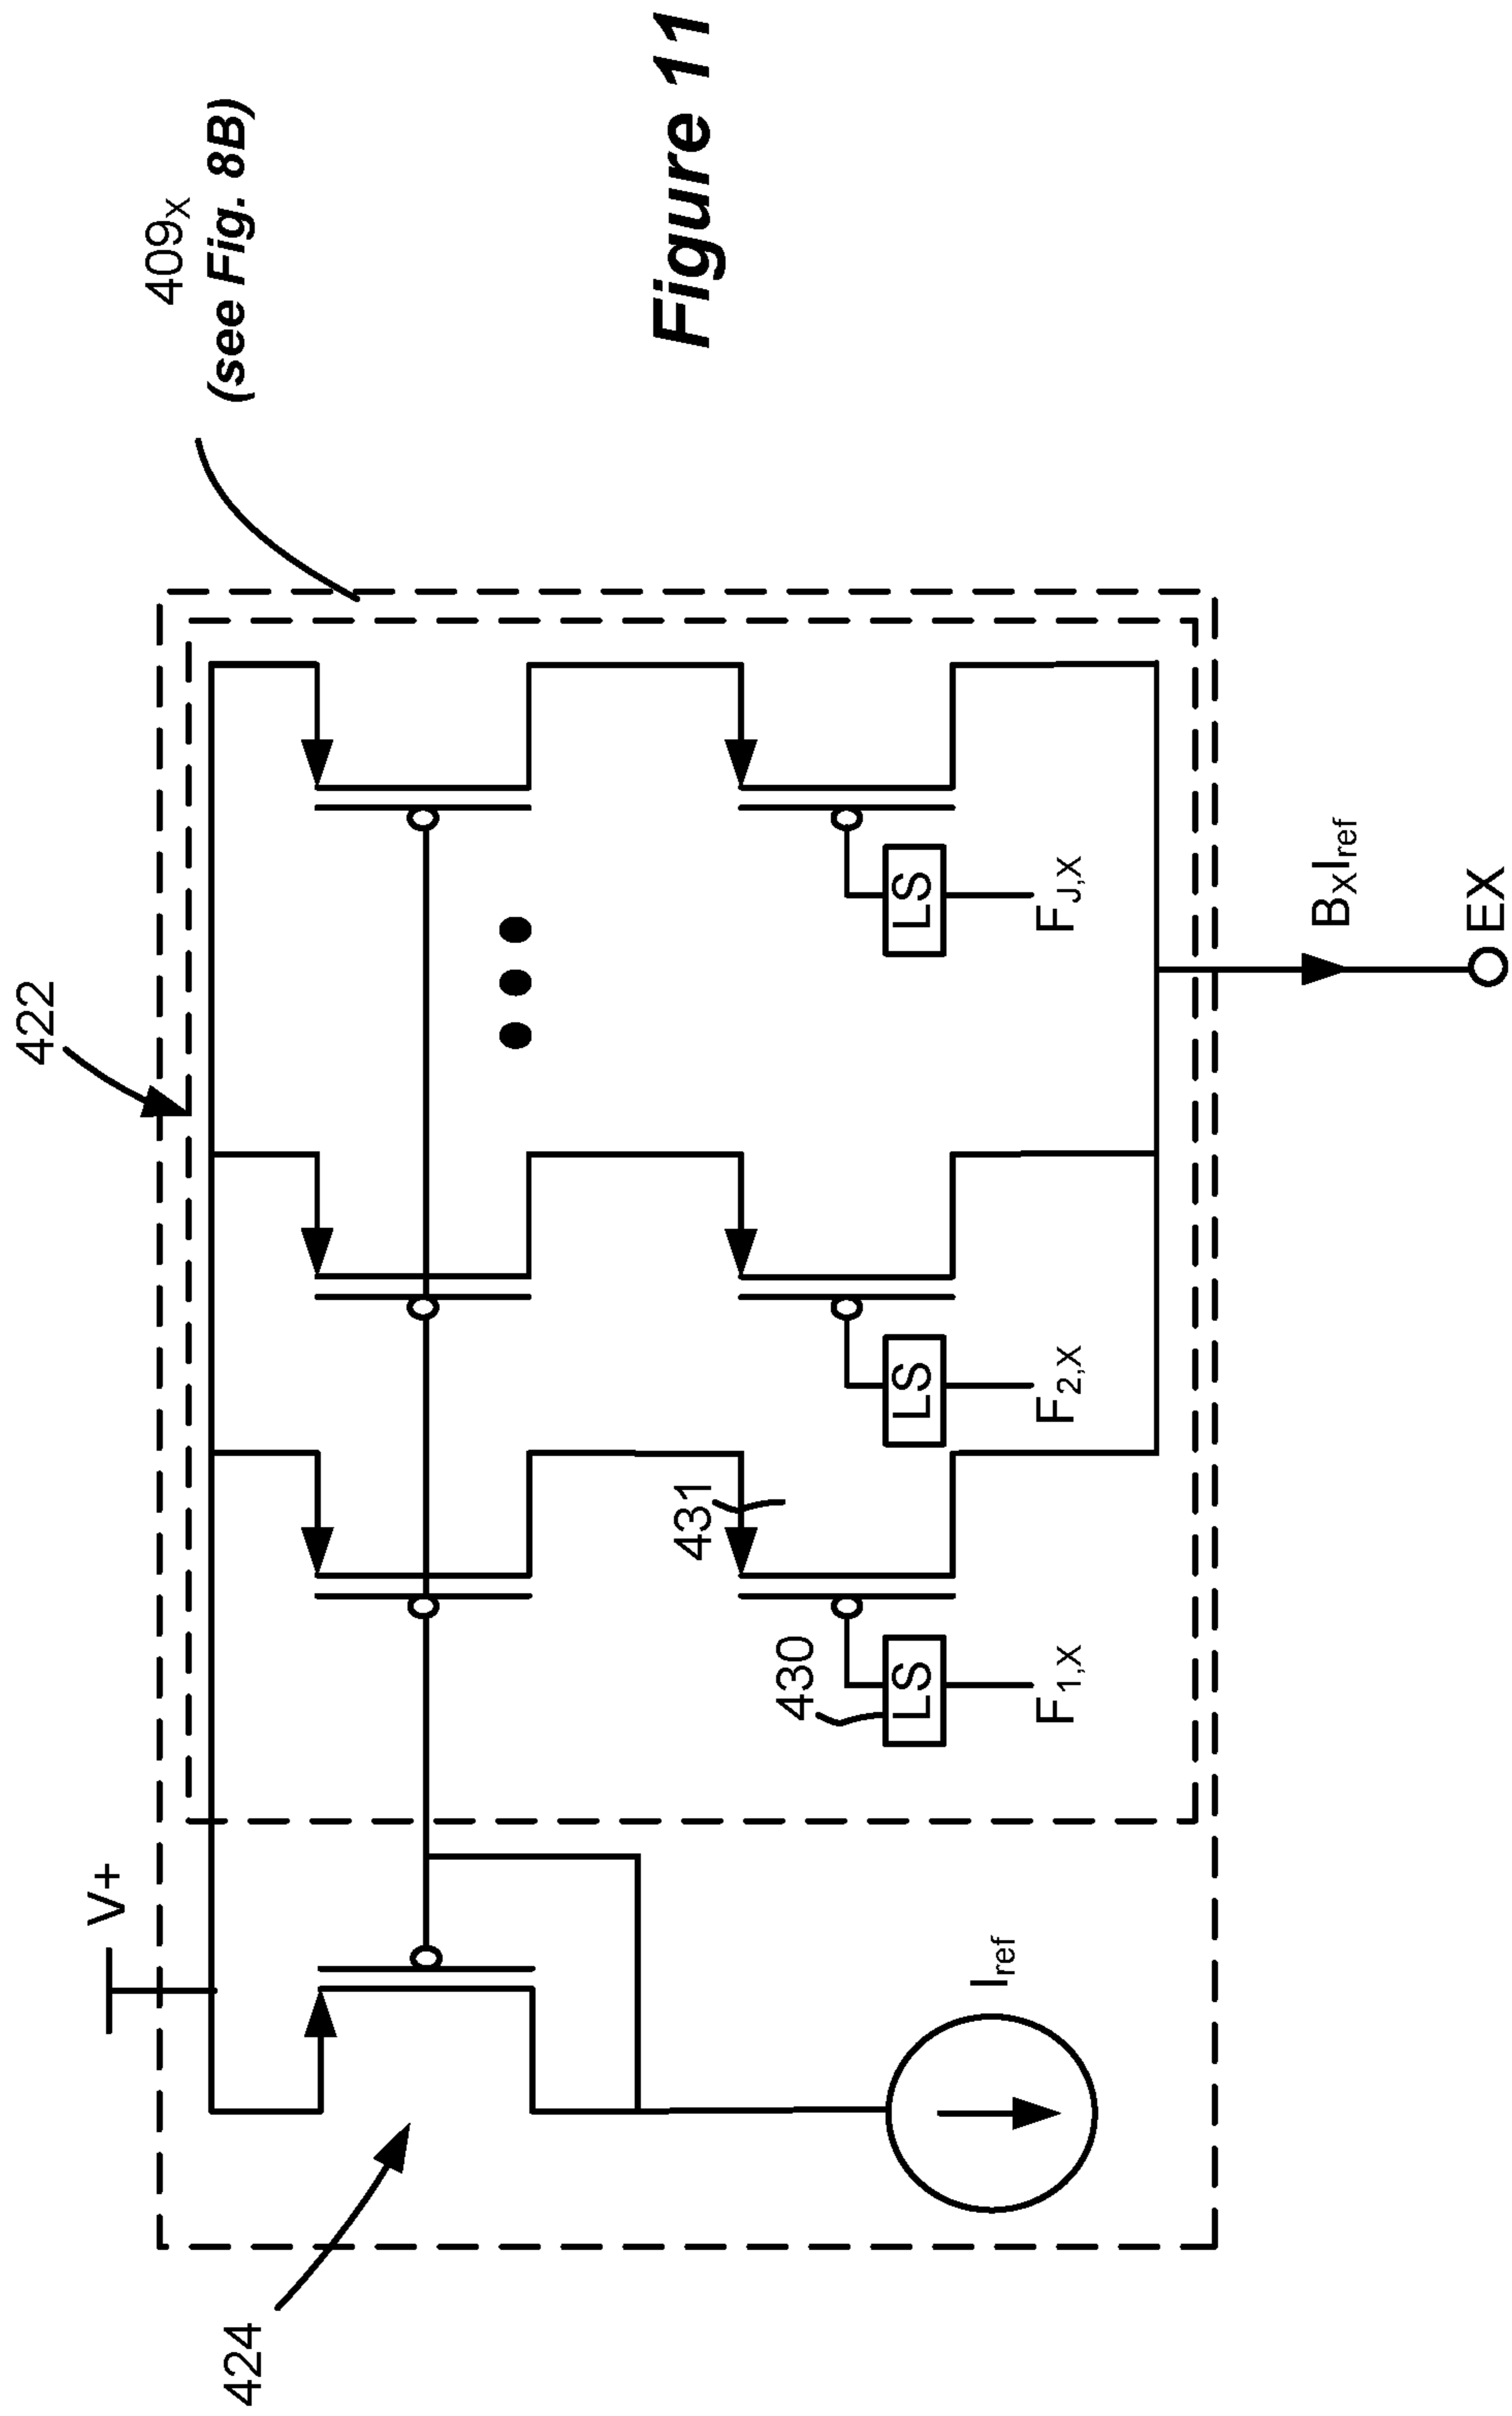 422
409X
(see Fig. 8B)
V+
424
431
430
LS
LS
LS
F1,X
F2,X
FJ,X
Iref
BXIref
EX
Figure 11